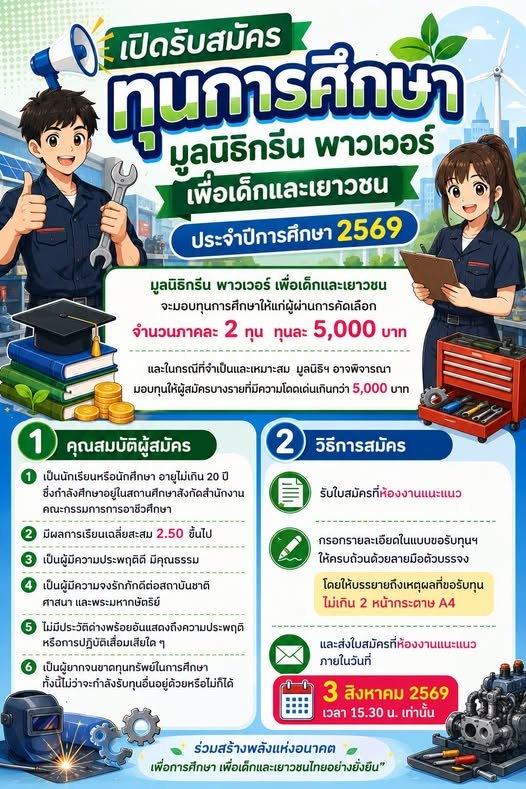 เปิดรับสมัคร
ทุนการศึกษา
มูลนิธิกรีน พาวเวอร์
เพื่อเด็กและเยาวชน
ประจำปีการศึกษา 2569
มูลนิธิกรีน พาวเวอร์ เพื่อเด็กและเยาวชน
จะมอบทุนการศึกษาให้แก่ผู้ผ่านการคัดเลือก
จำนวนภาคละ 2 ทุน ทุนละ 5,000 บาท
และในกรณีที่จำเป็นและเหมาะสม มูลนิธิฯ อาจพิจารณา
มอบทุนให้ผู้สมัครบางรายที่มีความโดดเด่นเกินกว่า 5,000 บาท
1 คุณสมบัติผู้สมัคร
1 เป็นนักเรียนหรือนักศึกษา อายุไม่เกิน 20 ปี
ซึ่งกำลังศึกษาอยู่ในสถานศึกษาสังกัดสำนักงาน
คณะกรรมการการอาชีวศึกษา
2 มีผลการเรียนเฉลี่ยสะสม 2.50 ขึ้นไป
3 เป็นผู้มีความประพฤติดี มีคุณธรรม
4 เป็นผู้มีความจงรักภักดีต่อสถาบันชาติ
ศาสนา และพระมหากษัตริย์
5 ไม่มีประวัติด่างพร้อยอันแสดงถึงความประพฤติ
หรือการปฏิบัติเสื่อมเสียใด ๆ
6 เป็นผู้ยากจนขาดทุนทรัพย์ในการศึกษา
ทั้งนี้ไม่ว่าจะกำลังรับทุนอื่นอยู่ด้วยหรือไม่ก็ได้
2 วิธีการสมัคร
รับใบสมัครที่ห้องงานแนะแนว
กรอกรายละเอียดในแบบขอรับทุนฯ
ให้ครบถ้วนด้วยลายมือตัวบรรจง
โดยให้บรรยายถึงเหตุผลที่ขอรับทุน
ไม่เกิน 2 หน้ากระดาษ A4
และส่งใบสมัครที่ห้องงานแนะแนว
ภายในวันที่
3 สิงหาคม 2569
เวลา 15.30 น. เท่านั้น
ร่วมสร้างพลังแห่งอนาคต
เพื่อการศึกษา เพื่อเด็กและเยาวชนไทยอย่างยั่งยืน”